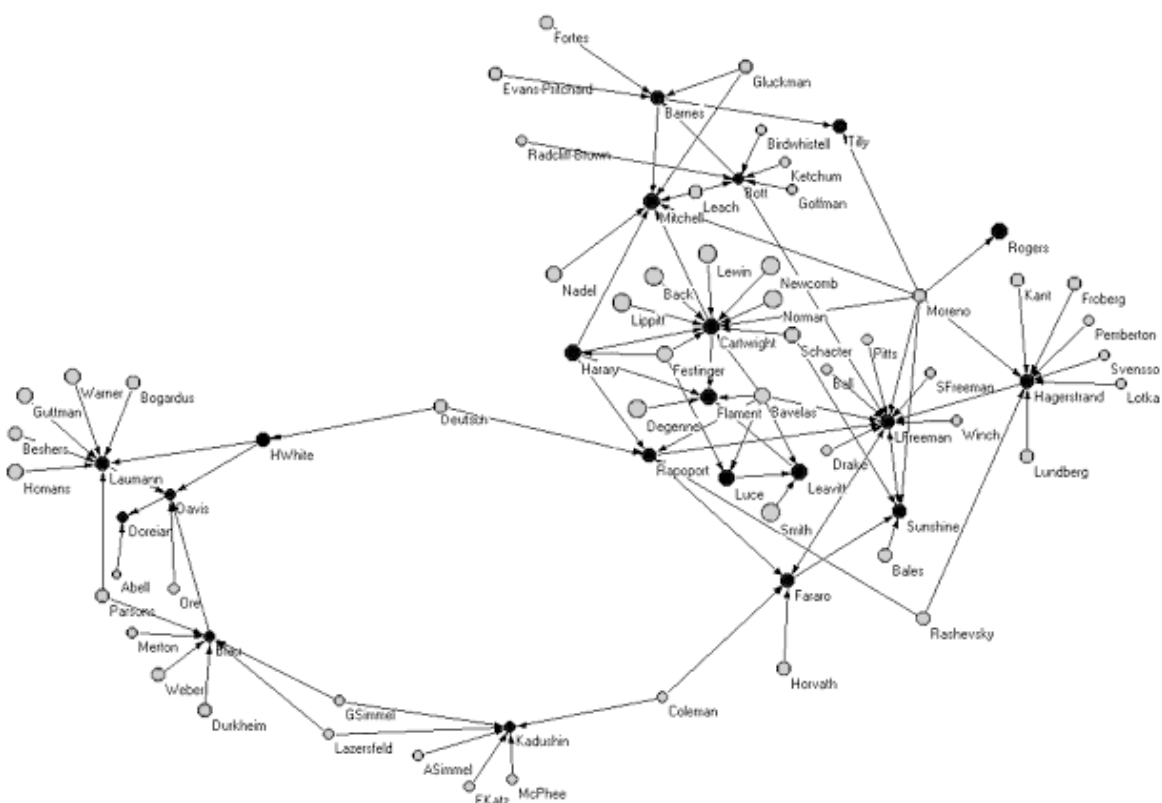 Fortes
Gluckman
Evans-Pritchard
Barnes
Tilly
Birdwhistell
Radcliff-Brown
Ketchum
Bott
Goffman
Leach
Mitchell
Rogers
Lewin
Newcomb
Nadel
Back
Karit
Froberg
Moreno
Lippitt
Norman
Pemberton
Cartwright
Schacter
Pitts
Svensso
Harary
Festinger
Ball
SFreeman
Hagerstrand
Lotka
Warner
Bogardus
Guttman
Deutsch
Degenne
Flament
Bavelas
LFreeman
Winch
Beshers
HWhite
Drake
Lundberg
Homans
Laumann
Rapoport
Davis
Luce
Leavitt
Doreian
Smith
Sunshine
Abell
Ore
Bales
Parsons
Fararo
Merton
Blau
Rashevsky
Weber
Horvath
Durkheim
GSimmel
Coleman
Lazersfeld
Kadushin
ASimmel
EKatz
McPhee